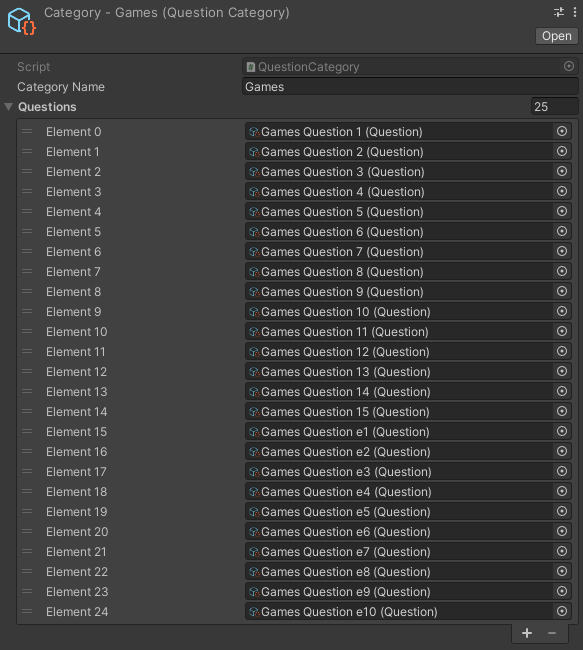 Category - Games (Question Category)
Open
Script QuestionCategory
Category Name Games
Questions 25
Element 0 Games Question 1 (Question)
Element 1 Games Question 2 (Question)
Element 2 Games Question 3 (Question)
Element 3 Games Question 4 (Question)
Element 4 Games Question 5 (Question)
Element 5 Games Question 6 (Question)
Element 6 Games Question 7 (Question)
Element 7 Games Question 8 (Question)
Element 8 Games Question 9 (Question)
Element 9 Games Question 10 (Question)
Element 10 Games Question 11 (Question)
Element 11 Games Question 12 (Question)
Element 12 Games Question 13 (Question)
Element 13 Games Question 14 (Question)
Element 14 Games Question 15 (Question)
Element 15 Games Question e1 (Question)
Element 16 Games Question e2 (Question)
Element 17 Games Question e3 (Question)
Element 18 Games Question e4 (Question)
Element 19 Games Question e5 (Question)
Element 20 Games Question e6 (Question)
Element 21 Games Question e7 (Question)
Element 22 Games Question e8 (Question)
Element 23 Games Question e9 (Question)
Element 24 Games Question e10 (Question)